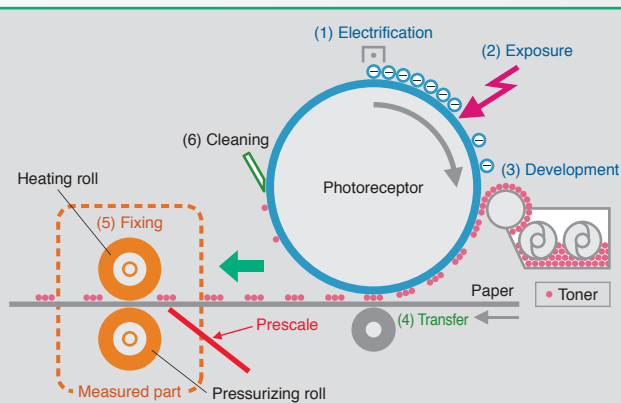 (1) Electrification
(2) Exposure
(6) Cleaning
(3) Development
Heating roll
Photoreceptor
(5) Fixing
Paper
Toner
Prescale
(4) Transfer
Measured part
Pressurizing roll